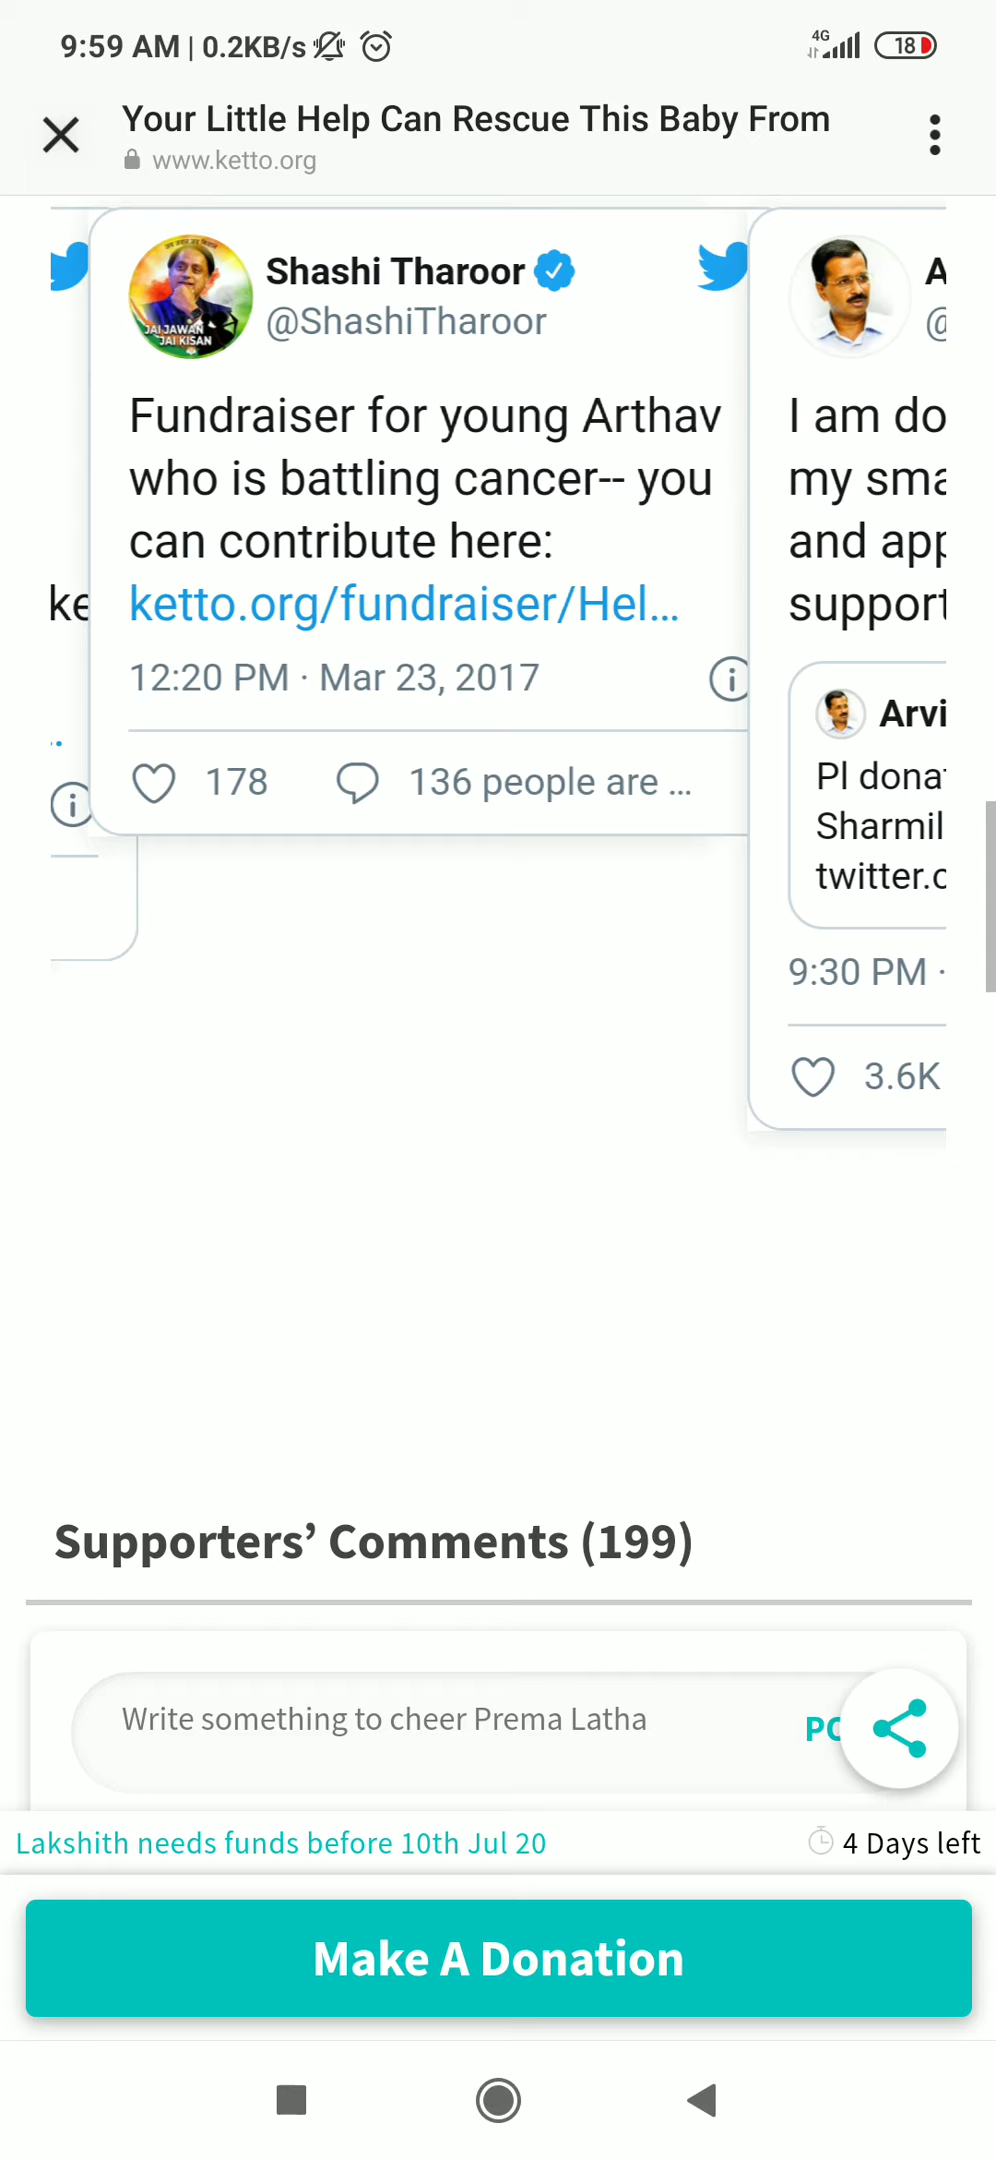 9:59 AM | 0.2KB/s
4G
18
Your Little Help Can Rescue This Baby From
www.ketto.org
Shashi Tharoor
@ShashiTharoor
JAI JAWAN
JAI KISAN
Fundraiser for young Arthav
who is battling cancer-- you
can contribute here:
ketto.org/fundraiser/Hel...
12:20 PM · Mar 23, 2017
178
136 people are ...
ke
A
@
I am do
my sma
and app
support
Arvi
Pl donat
Sharmil
twitter.c
9:30 PM ·
3.6K
Supporters’ Comments (199)
Write something to cheer Prema Latha
PO
Lakshith needs funds before 10th Jul 20
4 Days left
Make A Donation